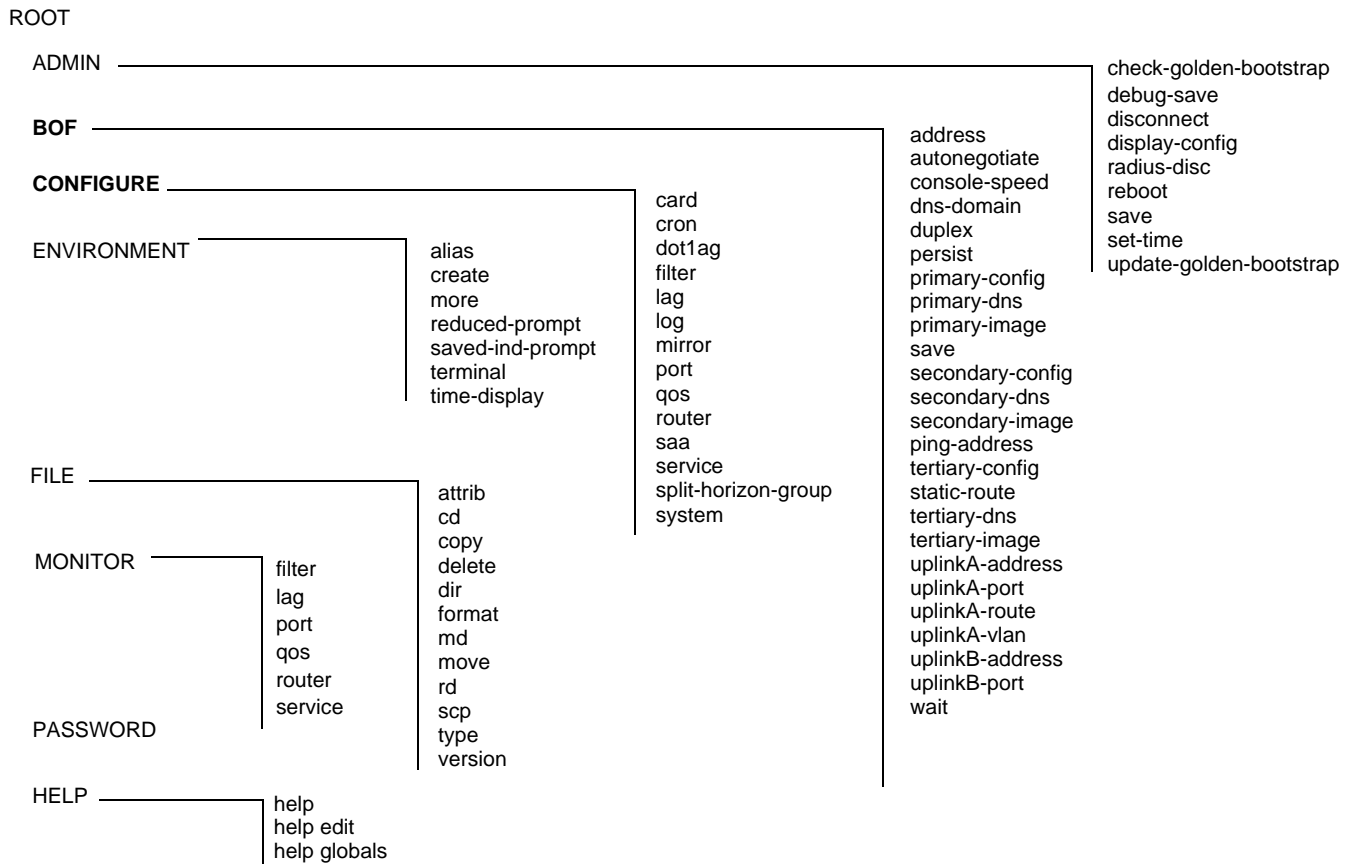 ROOT
ADMIN
check-golden-bootstrap
debug-save
disconnect
display-config
radius-disc
reboot
save
set-time
update-golden-bootstrap
BOF
address
autonegotiate
console-speed
dns-domain
duplex
persist
primary-config
primary-dns
primary-image
save
secondary-config
secondary-dns
secondary-image
ping-address
tertiary-config
static-route
tertiary-dns
tertiary-image
uplinkA-address
uplinkA-port
uplinkA-route
uplinkA-vlan
uplinkB-address
uplinkB-port
wait
CONFIGURE
card
cron
dot1ag
filter
lag
log
mirror
port
qos
router
saa
service
split-horizon-group
system
ENVIRONMENT
alias
create
more
reduced-prompt
saved-ind-prompt
terminal
time-display
FILE
attrib
cd
copy
delete
dir
format
md
move
rd
scp
type
version
MONITOR
filter
lag
port
qos
router
service
PASSWORD
HELP
help
help edit
help globals